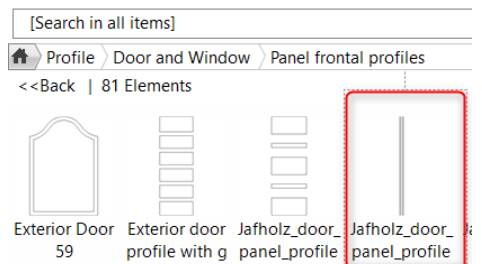 [Search in all items]
Profile Door and Window Panel frontal profiles
<<Back | 81 Elements
Exterior Door Exterior door Jafholz_door_ Jafholz_door_
59 profile with g panel_profile panel_profile